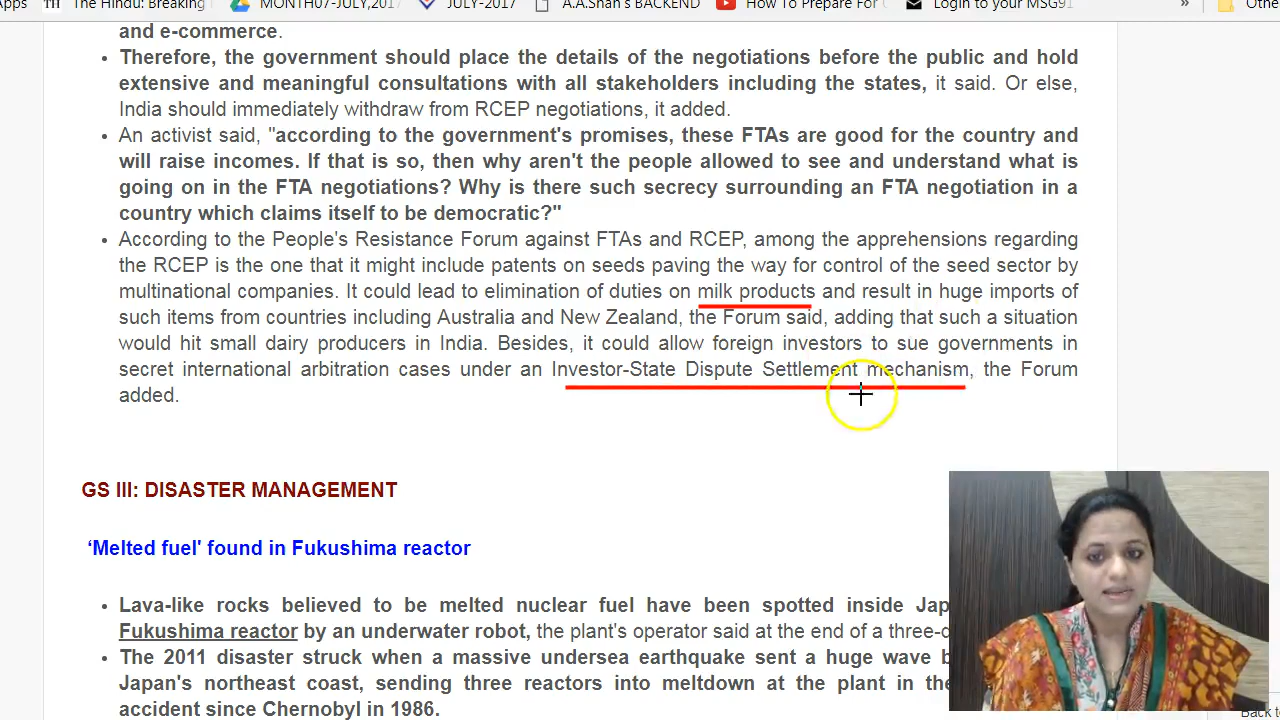 Apps The Hindu: Breaking MONTH07-JULY,2017 JULY-2017 A.A.Shah's BACKEND How To Prepare For Login to your MSG91 » Othe
and e-commerce.
• Therefore, the government should place the details of the negotiations before the public and hold
extensive and meaningful consultations with all stakeholders including the states, it said. Or else,
India should immediately withdraw from RCEP negotiations, it added.
• An activist said, "according to the government's promises, these FTAs are good for the country and
will raise incomes. If that is so, then why aren't the people allowed to see and understand what is
going on in the FTA negotiations? Why is there such secrecy surrounding an FTA negotiation in a
country which claims itself to be democratic?"
• According to the People's Resistance Forum against FTAs and RCEP, among the apprehensions regarding
the RCEP is the one that it might include patents on seeds paving the way for control of the seed sector by
multinational companies. It could lead to elimination of duties on milk products and result in huge imports of
such items from countries including Australia and New Zealand, the Forum said, adding that such a situation
would hit small dairy producers in India. Besides, it could allow foreign investors to sue governments in
secret international arbitration cases under an Investor-State Dispute Settlement mechanism, the Forum
added.
GS III: DISASTER MANAGEMENT
‘Melted fuel' found in Fukushima reactor
• Lava-like rocks believed to be melted nuclear fuel have been spotted inside Jap
Fukushima reactor by an underwater robot, the plant's operator said at the end of a three-d
• The 2011 disaster struck when a massive undersea earthquake sent a huge wave b
Japan's northeast coast, sending three reactors into meltdown at the plant in the
accident since Chernobyl in 1986.
Back to